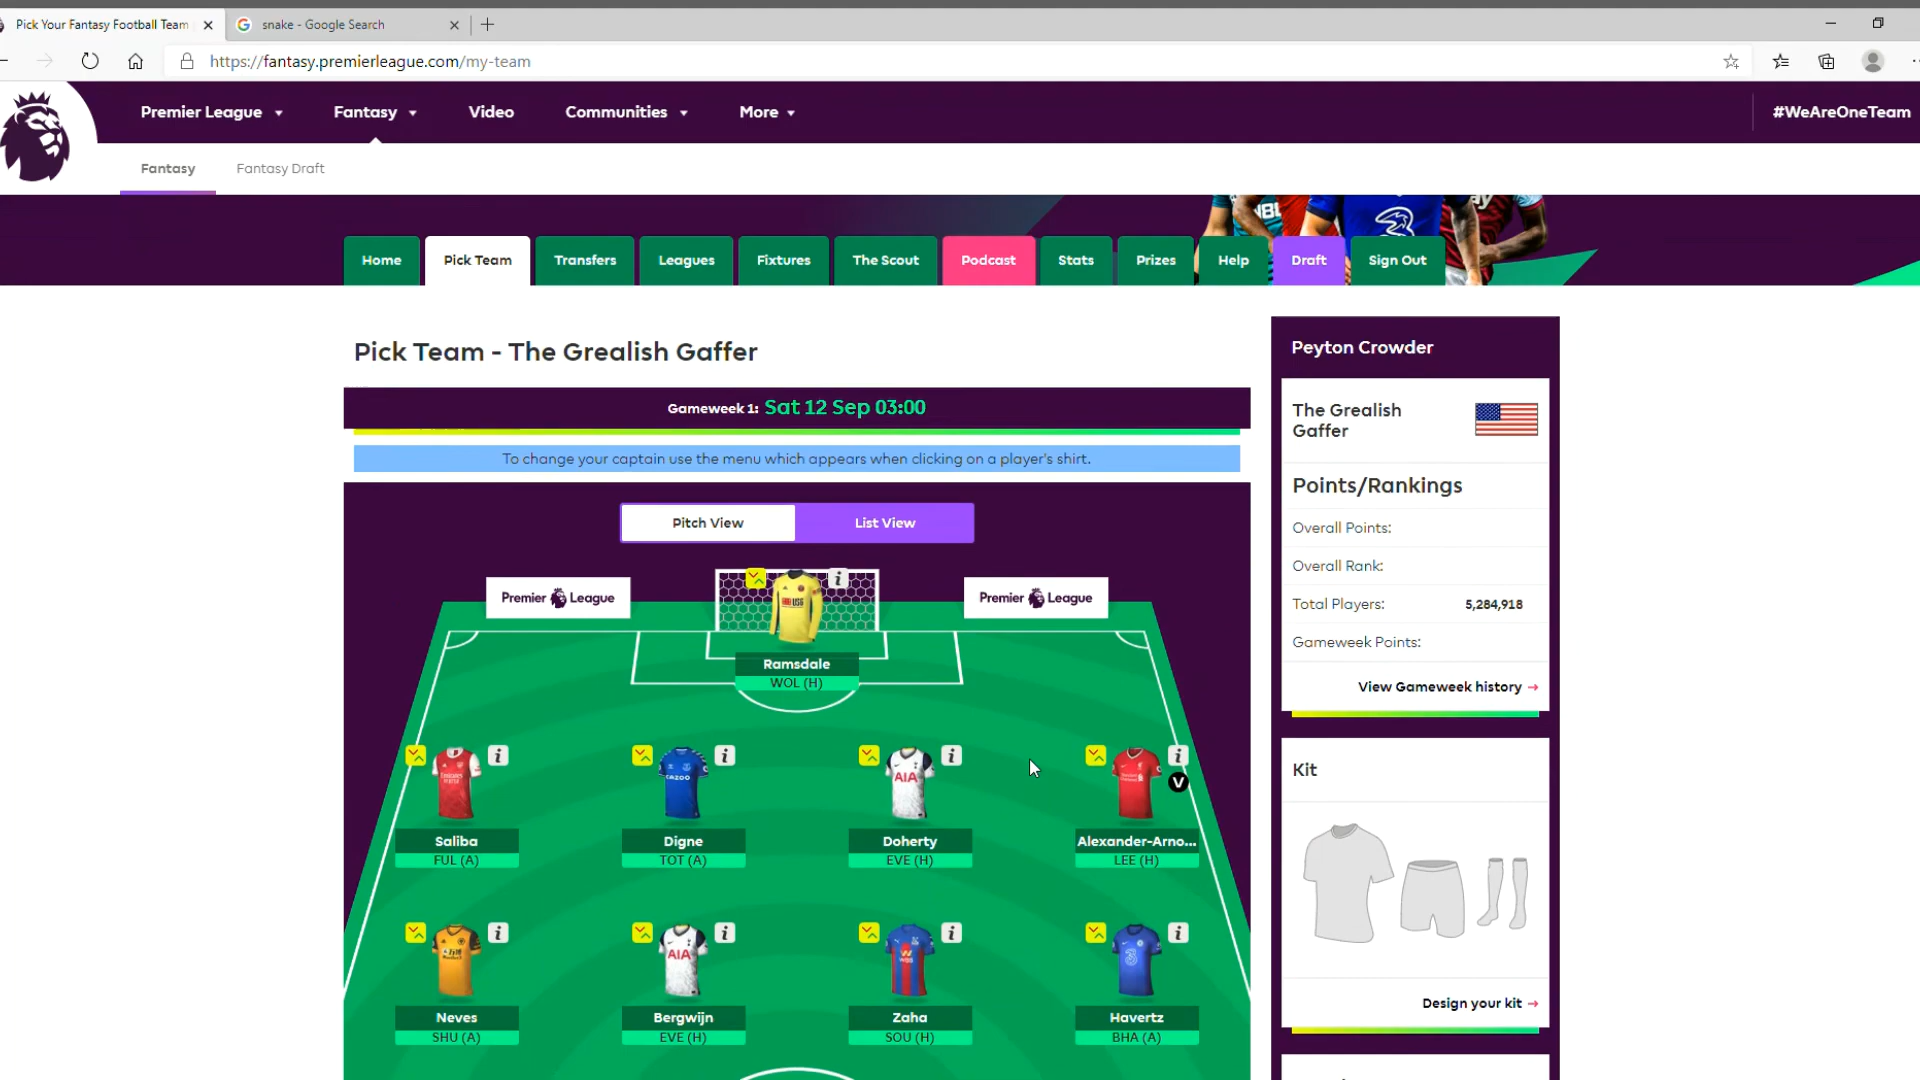 Pick Your Fantasy Football Team
snake - Google Search
https://fantasy.premierleague.com/my-team
Premier League
Fantasy
Video
Communities
More
#WeAreOneTeam
Fantasy
Fantasy Draft
Home
Pick Team
Transfers
Leagues
Fixtures
The Scout
Podcast
Stats
Prizes
Help
Draft
Sign Out
Pick Team - The Grealish Gaffer
Gameweek 1: Sat 12 Sep 03:00
To change your captain use the menu which appears when clicking on a player's shirt.
Pitch View
List View
Premier League
Premier League
Ramsdale
WOL (H)
AIA
V
Saliba
FUL (A)
Digne
TOT (A)
Doherty
EVE (H)
Alexander-Arno...
LEE (H)
AIA
Neves
SHU (A)
Bergwijn
EVE (H)
Zaha
SOU (H)
Havertz
BHA (A)
Peyton Crowder
The Grealish
Gaffer
Points/Rankings
Overall Points:
Overall Rank:
Total Players: 5,284,918
Gameweek Points:
View Gameweek history
Kit
Design your kit